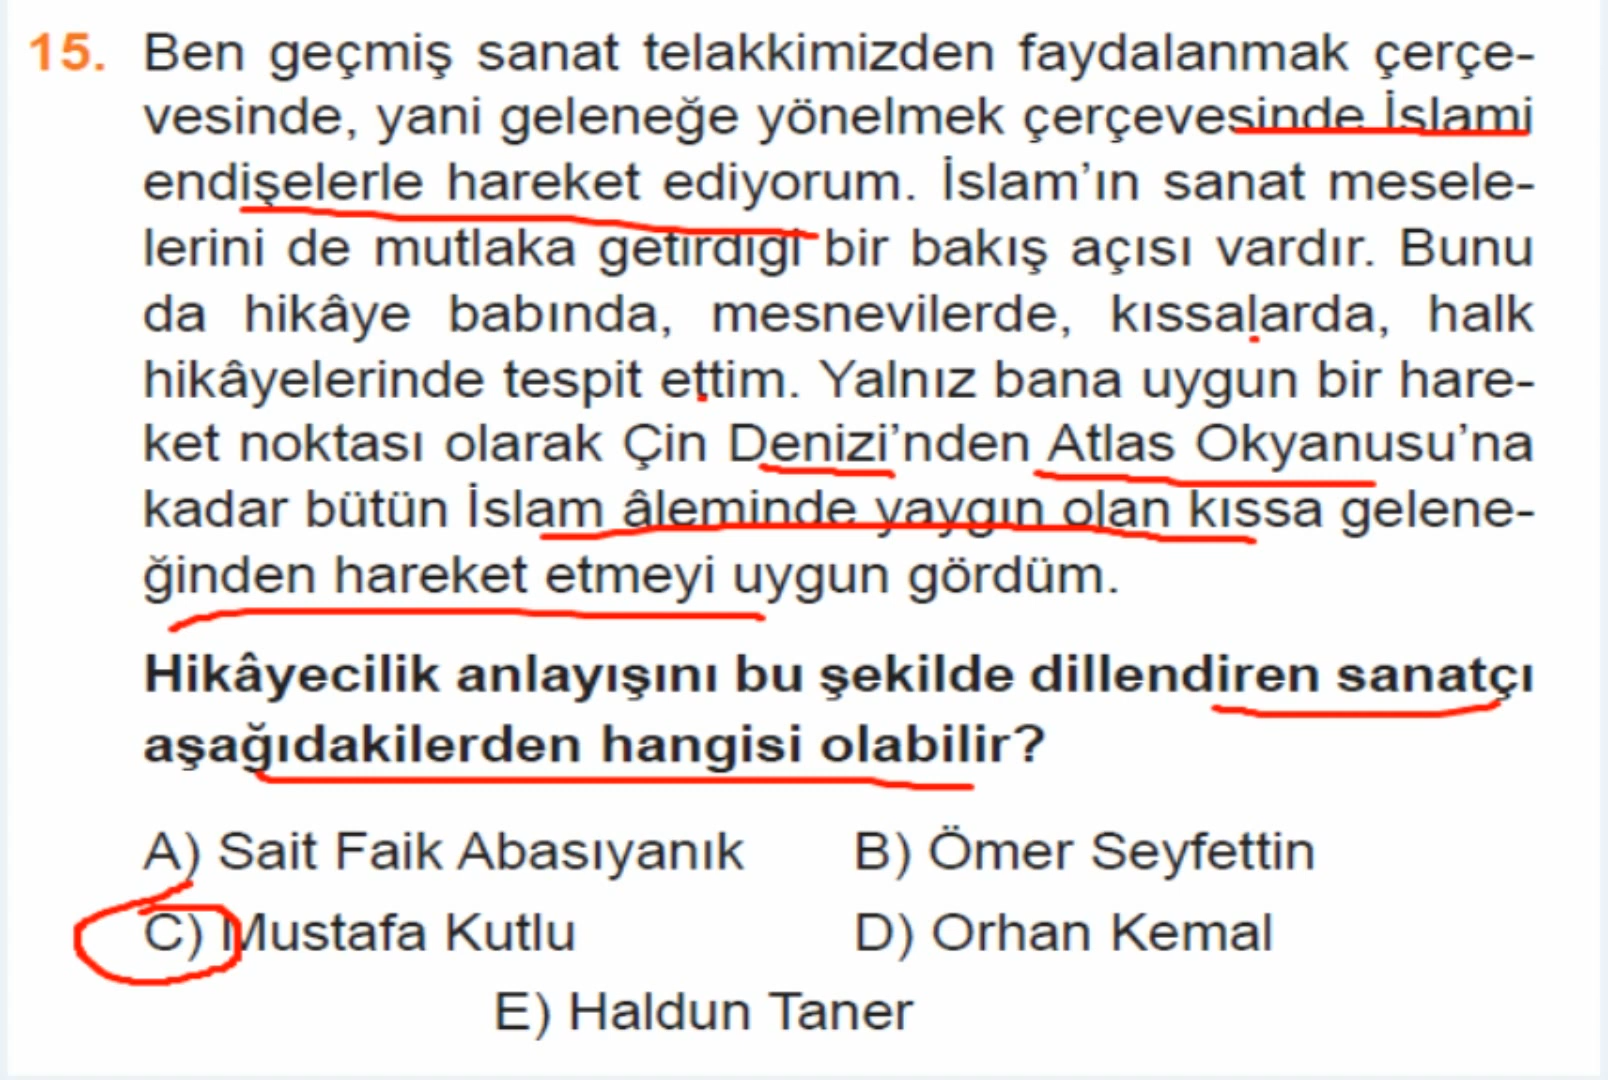 15. Ben geçmiş sanat telakkimizden faydalanmak çerçe-
vesinde, yani geleneğe yönelmek çerçevesinde İslami
endişelerle hareket ediyorum. İslam’ın sanat mesele-
lerini de mutlaka getirdiği bir bakış açısı vardır. Bunu
da hikâye babında, mesnevilerde, kıssalarda, halk
hikâyelerinde tespit ettim. Yalnız bana uygun bir hare-
ket noktası olarak Çin Denizi’nden Atlas Okyanusu’na
kadar bütün İslam âleminde yaygın olan kıssa gelene-
ğinden hareket etmeyi uygun gördüm.
Hikâyecilik anlayışını bu şekilde dillendiren sanatçı
aşağıdakilerden hangisi olabilir?
A) Sait Faik Abasıyanık B) Ömer Seyfettin
C) Mustafa Kutlu D) Orhan Kemal
E) Haldun Taner